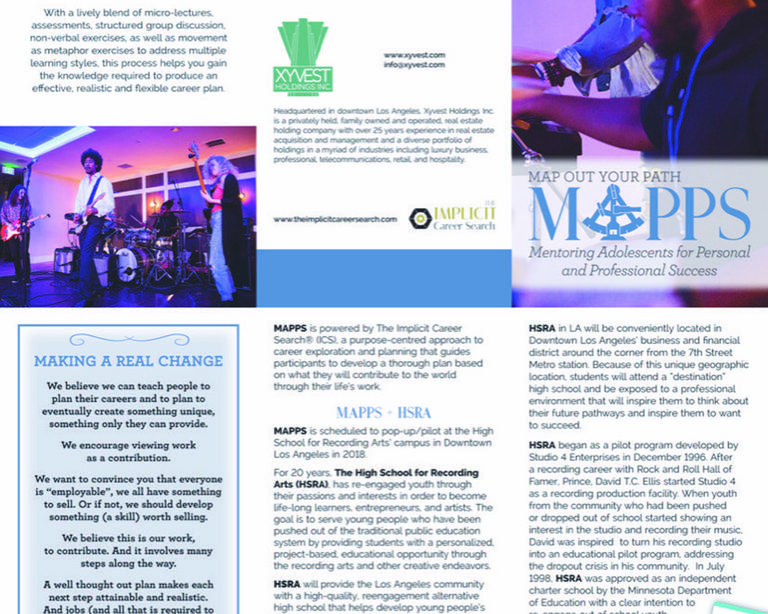 With a lively blend of micro-lectures,
assessments, structured group discussion,
non-verbal exercises, as well as movement
as metaphor exercises to address multiple
learning styles, this process helps you gain
the knowledge required to produce an
effective, realistic and flexible career plan.
XYVEST
HOLDINGS INC.
www.xyvest.com
info@xyvest.com
Headquartered in downtown Los Angeles, Xyvest Holdings Inc.
is a privately held, family owned and operated, real estate
holding company with over 25 years experience in real estate
acquisition and management and a diverse portfolio of
holdings in a myriad of industries including luxury business,
professional, telecommunications, retail, and hospitality.
www.theimplicitcareersearch.com
THE
IMPLICIT
Career Search
MAP OUT YOUR PATH
MAPPS
Mentoring Adolescents for Personal
and Professional Success
MAKING A REAL CHANGE
We believe we can teach people to
plan their careers and to plan to
eventually create something unique,
something only they can provide.
We encourage viewing work
as a contribution.
We want to convince you that everyone
is “employable”, we all have something
to sell. Or if not, we should develop
something (a skill) worth selling.
We believe this is our work,
to contribute. And it involves many
steps along the way.
A well thought out plan makes each
next step attainable and realistic.
And jobs (and all that is required to
MAPPS is powered by The Implicit Career
Search® (ICS), a purpose-centred approach to
career exploration and planning that guides
participants to develop a thorough plan based
on what they will contribute to the world
through their life's work.
MAPPS + HSRA
MAPPS is scheduled to pop-up/pilot at the High
School for Recording Arts' campus in Downtown
Los Angeles in 2018.
For 20 years, The High School for Recording
Arts (HSRA), has re-engaged youth through
their passions and interests in order to become
life-long learners, entrepreneurs, and artists. The
goal is to serve young people who have been
pushed out of the traditional public education
system by providing students with a personalized,
project-based, educational opportunity through
the recording arts and other creative endeavors.
HSRA will provide the Los Angeles community
with a high-quality, reengagement alternative
high school that helps develop young people's
HSRA in LA will be conveniently located in
Downtown Los Angeles' business and financial
district around the corner from the 7th Street
Metro station. Because of this unique geographic
location, students will attend a "destination"
high school and be exposed to a professional
environment that will inspire them to think about
their future pathways and inspire them to want
to succeed.
HSRA began as a pilot program developed by
Studio 4 Enterprises in December 1996. After
a recording career with Rock and Roll Hall of
Famer, Prince, David T.C. Ellis started Studio 4
as a recording production facility. When youth
from the community who had been pushed
or dropped out of school started showing an
interest in the studio and recording their music,
David was inspired to turn his recording studio
into an educational pilot program, addressing
the dropout crisis in his community. In July
1998, HSRA was approved as an independent
charter school by the Minnesota Department
of Education with a clear intention to
re-engage out-of-school youth